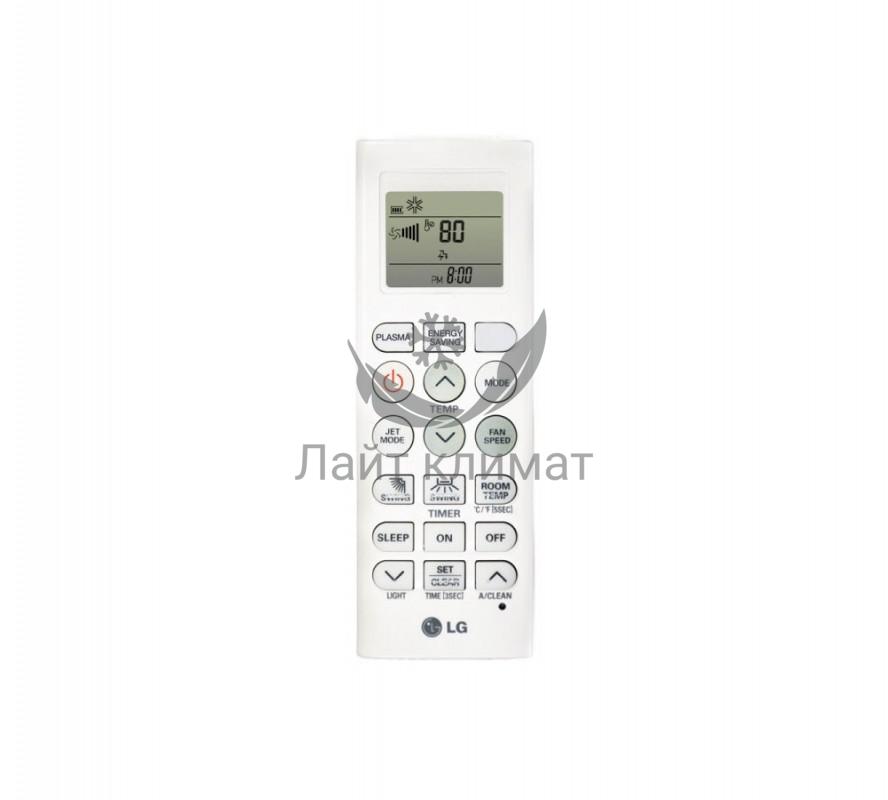 80
PM 8:00
PLASMA ENERGY SAVING
MODE
TEMP
JET MODE FAN SPEED
Лайт климат
SWING SWING ROOM TEMP
TIMER °C/°F [5SEC]
SLEEP ON OFF
SET CLEAR
LIGHT TIME [3SEC] A/CLEAN
LG